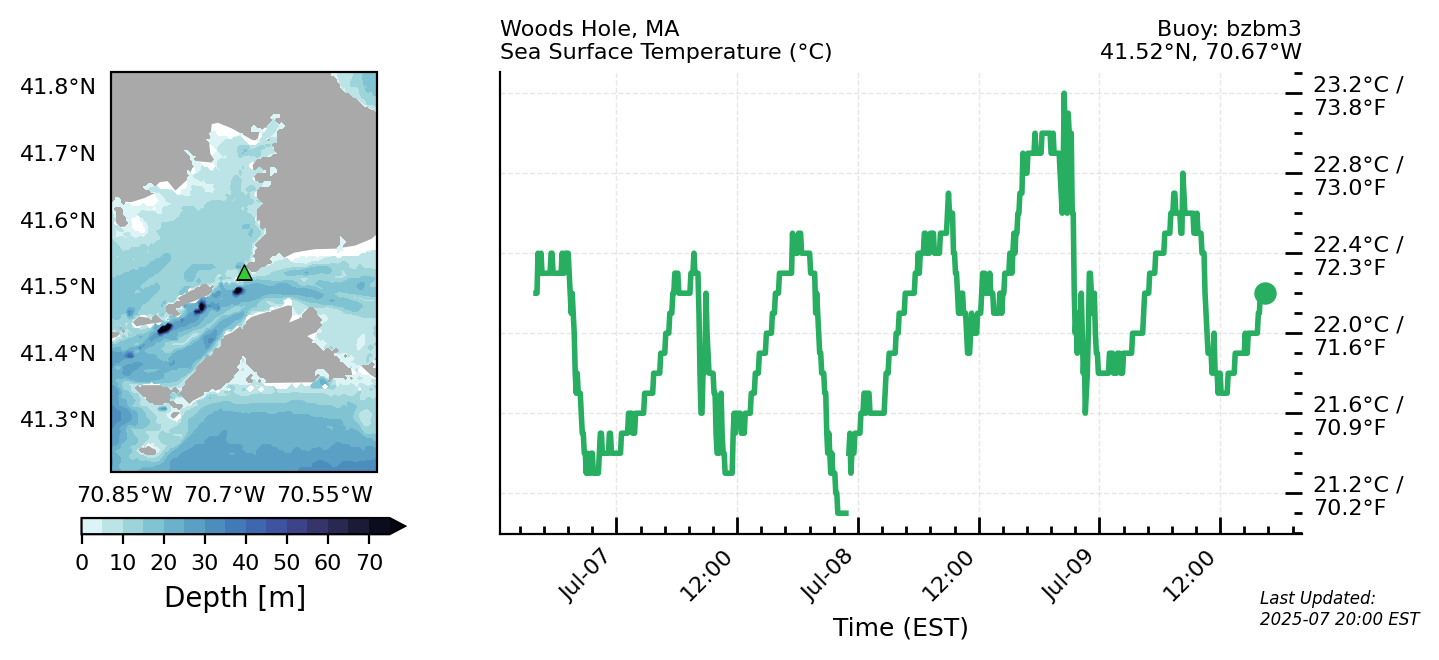 Woods Hole, MA
Sea Surface Temperature (°C)
Buoy: bzbm3
41.52°N, 70.67°W
41.8°N
41.7°N
41.6°N
41.5°N
41.4°N
41.3°N
70.85°W 70.7°W 70.55°W
0 10 20 30 40 50 60 70
Depth [m]
23.2°C /
73.8°F
22.8°C /
73.0°F
22.4°C /
72.3°F
22.0°C /
71.6°F
21.6°C /
70.9°F
21.2°C /
70.2°F
Jul-07 12:00 Jul-08 12:00 Jul-09 12:00
Time (EST)
Last Updated:
2025-07 20:00 EST